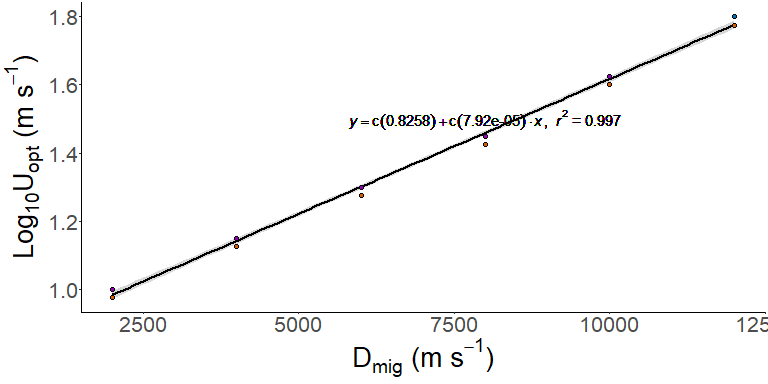 1.8
1.6
1.4
1.2
1.0
Log10Uopt (m s−1)
y = c(0.8258) + c(7.92e-05) · x, r2 = 0.997
2500 5000 7500 10000 125
Dmig (m s−1)